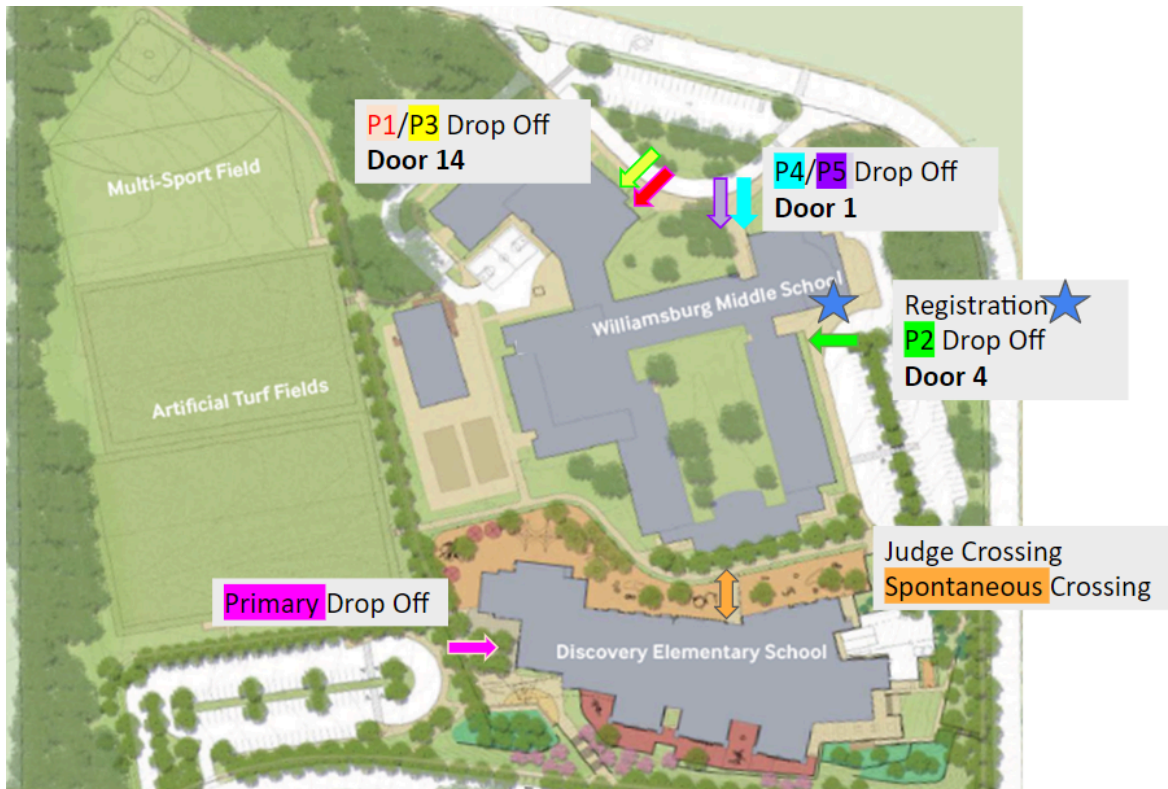 P1/P3 Drop Off
Door 14
Multi-Sport Field
P4/P5 Drop Off
Door 1
Williamsburg Middle School
Registration
P2 Drop Off
Door 4
Artificial Turf Fields
Judge Crossing
Spontaneous Crossing
Primary Drop Off
Discovery Elementary School